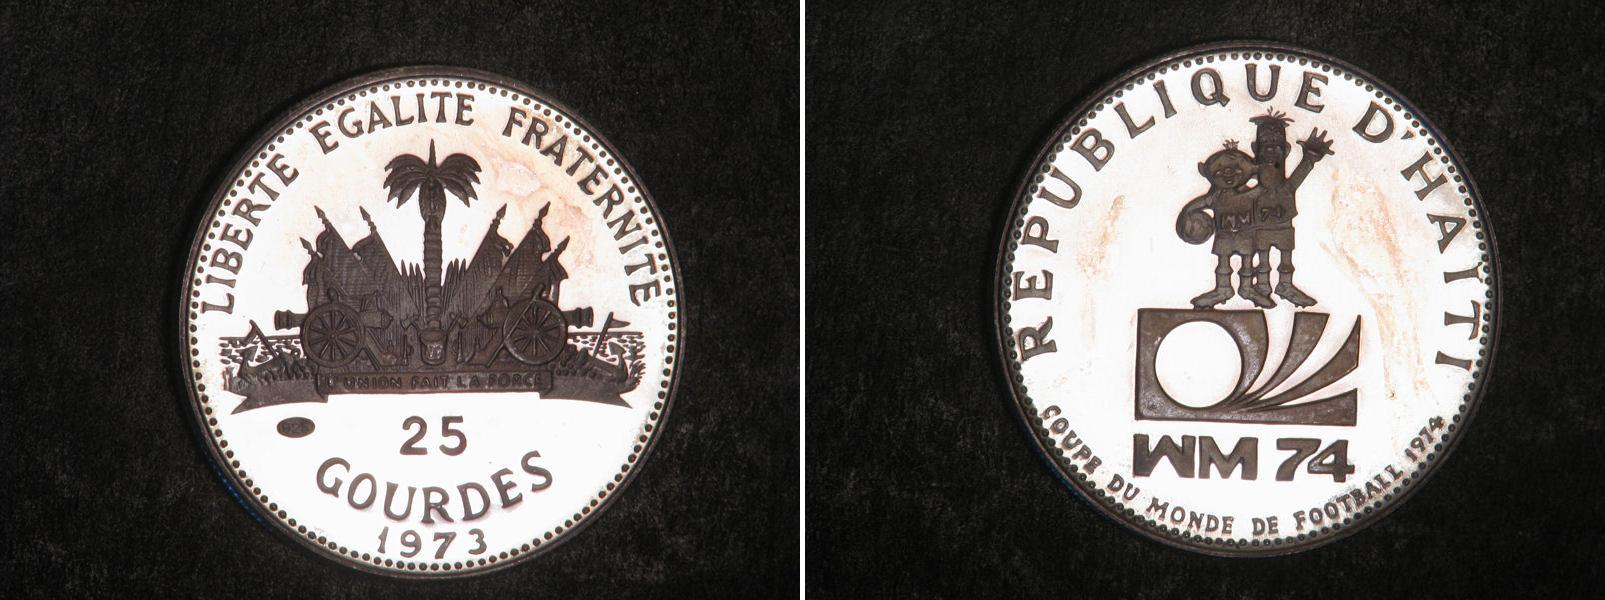 LIBERTE EGALITE FRATERNITE
L'UNION FAIT LA FORCE
925
25
GOURDES
1973
REPUBLIQUE D'HAITI
WM 74
WM 74
COUPE DU MONDE DE FOOTBALL 1974